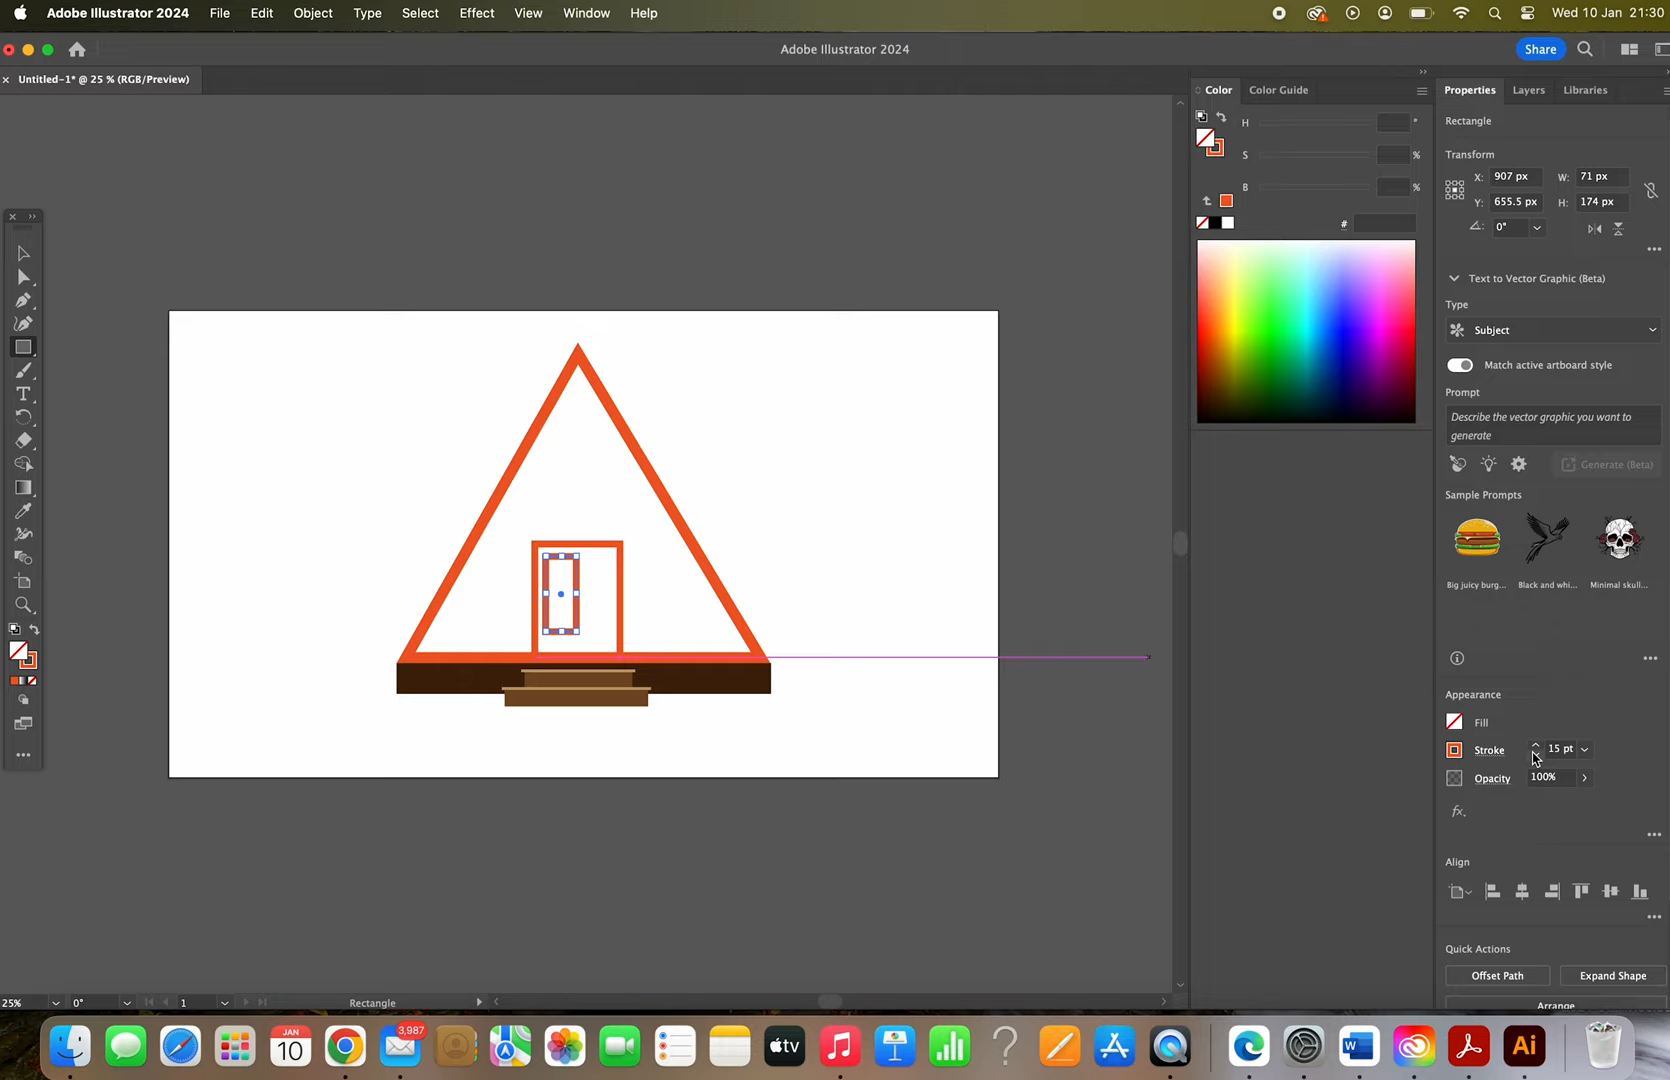 Adobe Illustrator 2024 File Edit Object Type Select Effect View Window Help Wed 10 Jan 21:30
Adobe Illustrator 2024 Share
Untitled-1* @ 25 % (RGB/Preview)
Color Color Guide
H °
S %
B %
#
Properties Layers Libraries
Rectangle
Transform
X: 907 px W: 71 px
Y: 655.5 px H: 174 px
0°
Text to Vector Graphic (Beta)
Type
Subject
Match active artboard style
Prompt
Describe the vector graphic you want to
generate
Generate (Beta)
Sample Prompts
Big juicy burg... Black and whi... Minimal skull...
Appearance
Fill
Stroke 15 pt
Opacity 100%
fx.
Align
Quick Actions
Offset Path Expand Shape
Arrange
25% 0° 1 Rectangle
JAN
10
3,987
tv
W
Ai